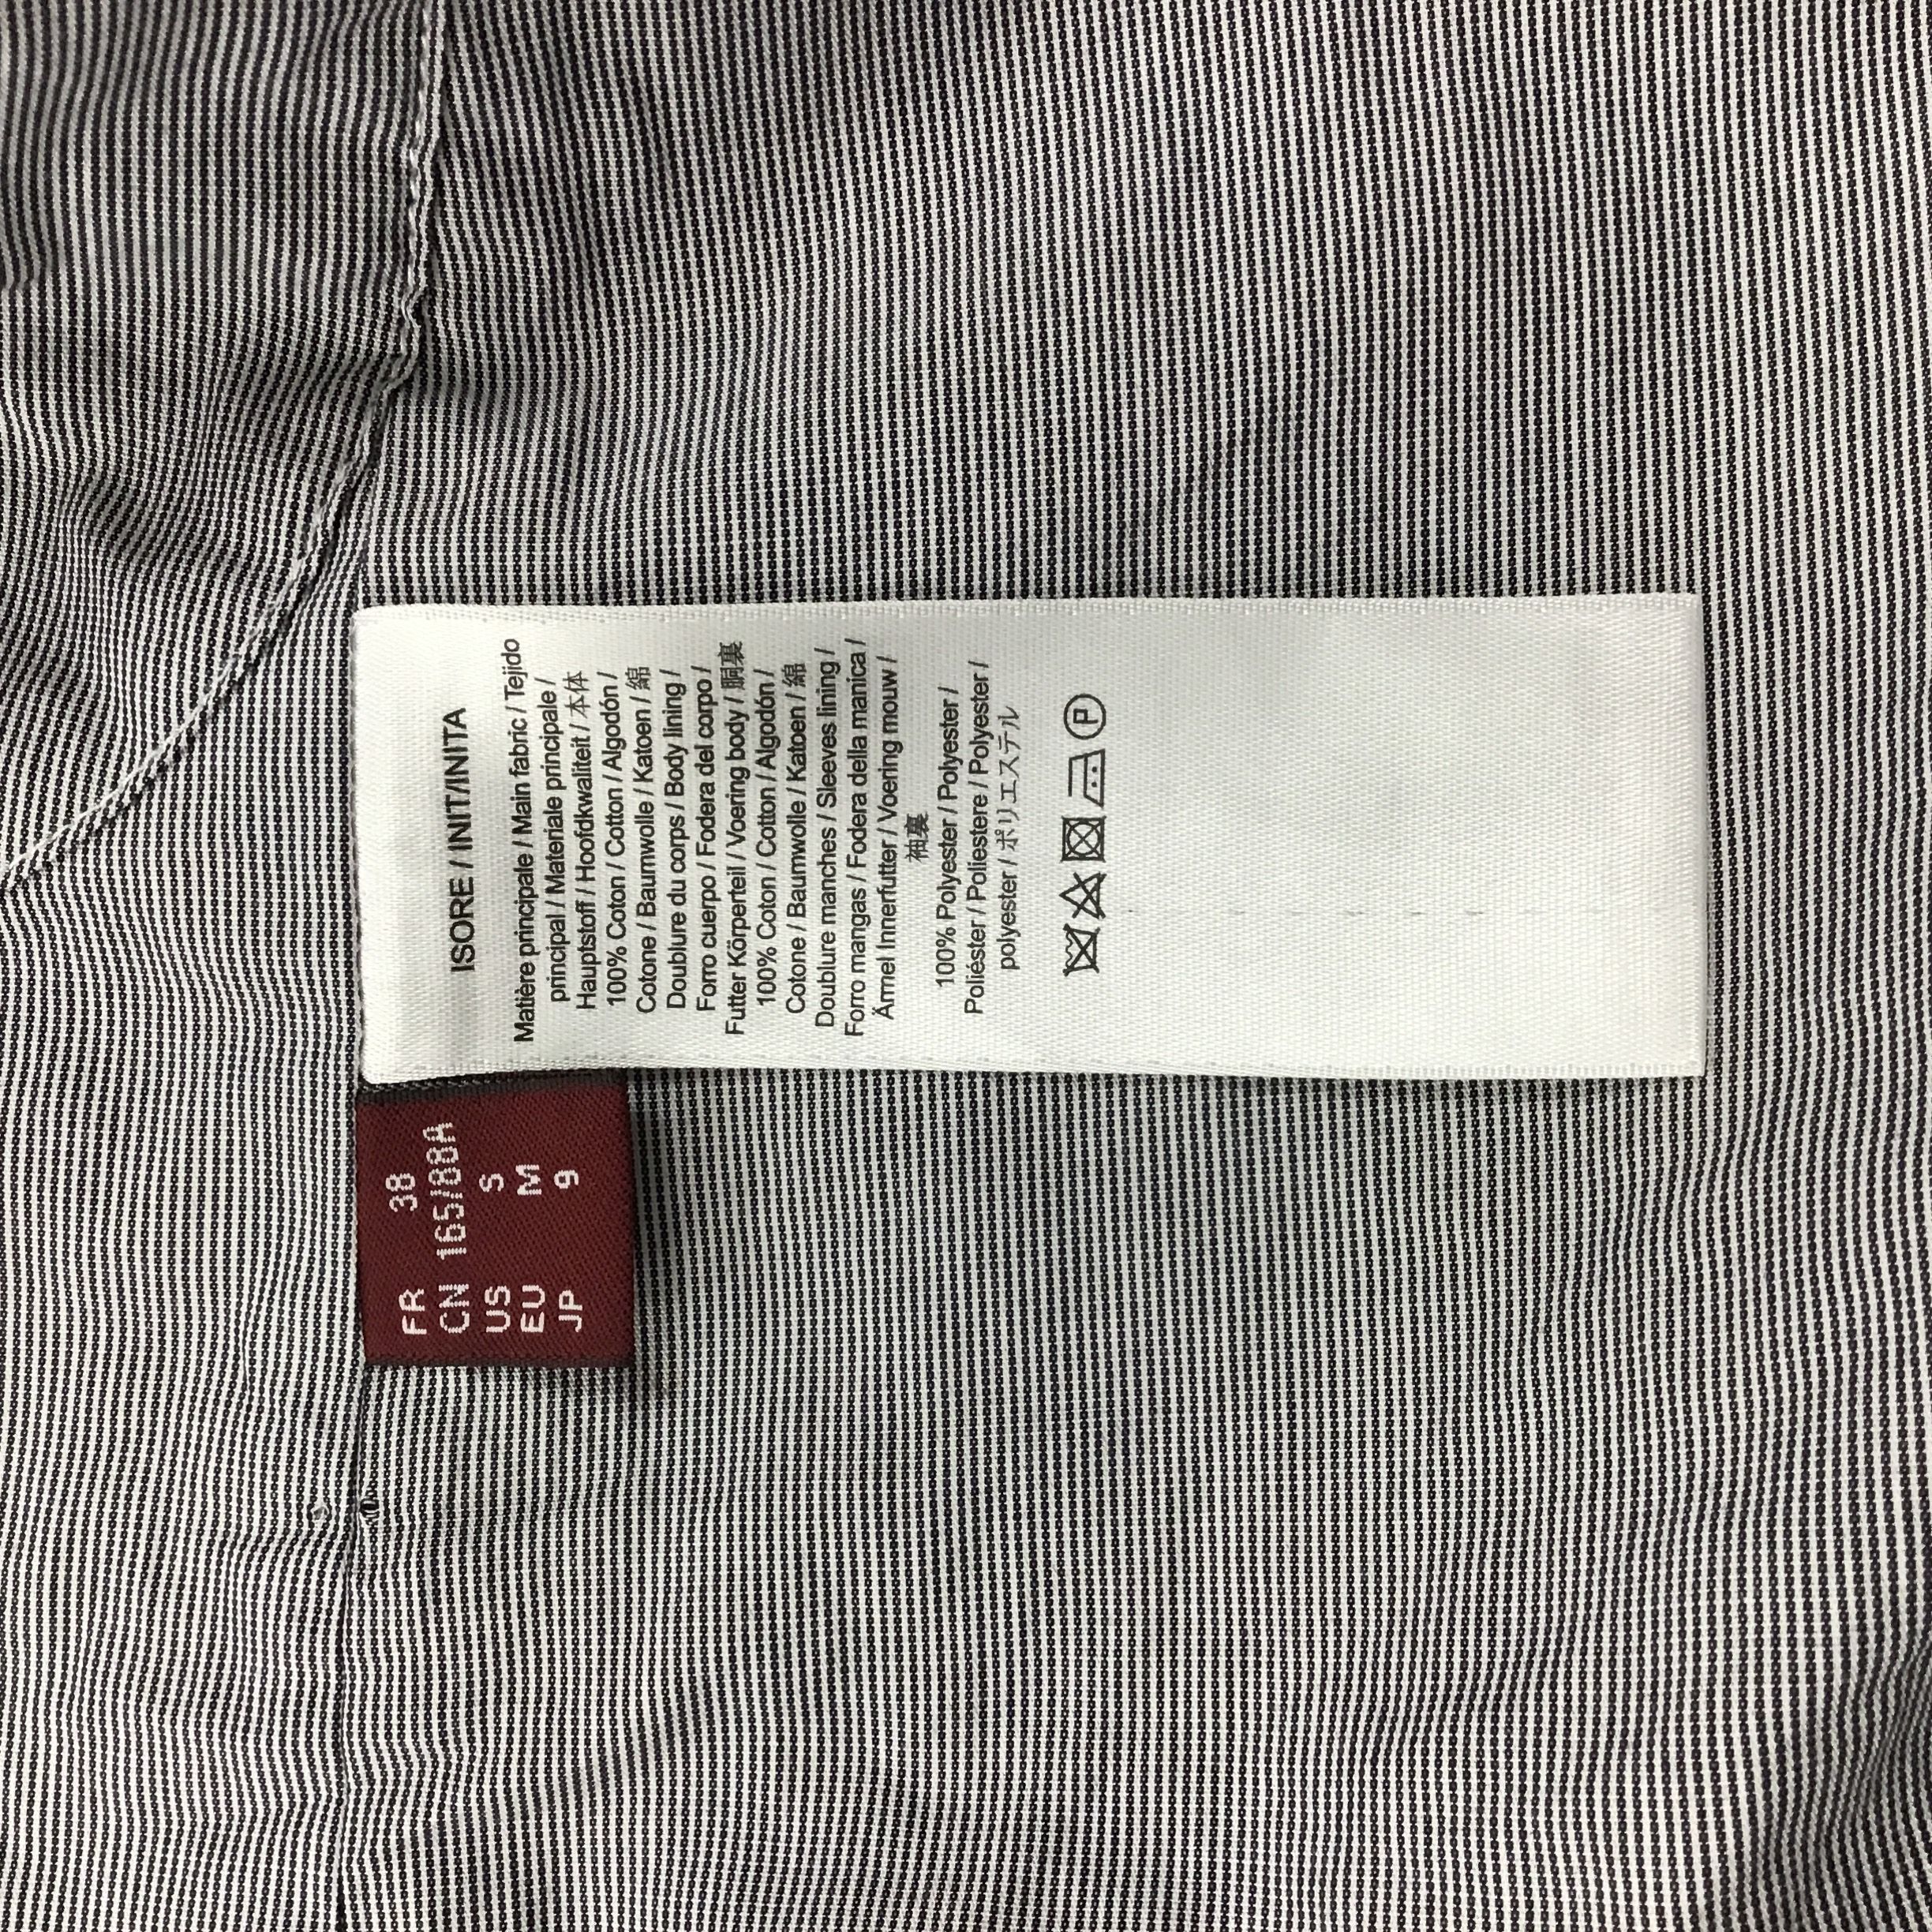 ISORE / INIT/INITA
Matière principale / Main fabric / Tejido
principal / Materiale principale /
Hauptstoff / Hoofdkwaliteit / 本体
100% Coton / Cotton / Algodón /
Cotone / Baumwolle / Katoen / 綿
Doublure du corps / Body lining /
Forro cuerpo / Fodera del corpo /
Futter Körperteil / Voering body / 胴裏
100% Coton / Cotton / Algodón /
Cotone / Baumwolle / Katoen / 綿
Doublure manches / Sleeves lining /
Forro mangas / Fodera della manica /
Ärmel Innerfutter / Voering mouw /
袖裏
100% Polyester / Polyester /
Poliéster / Poliestere / Polyester /
polyester / ポリエステル
P
FR 38
CN 165/88A
US S
EU M
JP 9